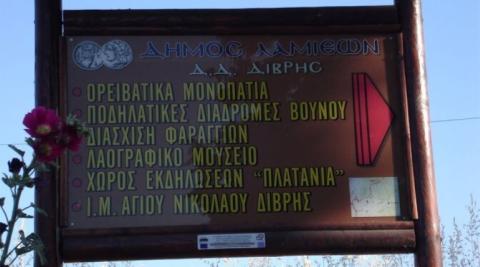 ΔΗΜΟΣ ΛΑΜΙΕΩΝ
Δ.Δ. ΔΙΒΡΗΣ
ΟΡΕΙΒΑΤΙΚΑ ΜΟΝΟΠΑΤΙΑ
ΠΟΔΗΛΑΤΙΚΕΣ ΔΙΑΔΡΟΜΕΣ ΒΟΥΝΟΥ
ΔΙΑΣΧΙΣΗ ΦΑΡΑΓΓΙΩΝ
ΛΑΟΓΡΑΦΙΚΟ ΜΟΥΣΕΙΟ
ΧΩΡΟΣ ΕΚΔΗΛΩΣΕΩΝ "ΠΛΑΤΑΝΙΑ"
Ι.Μ. ΑΓΙΟΥ ΝΙΚΟΛΑΟΥ ΔΙΒΡΗΣ